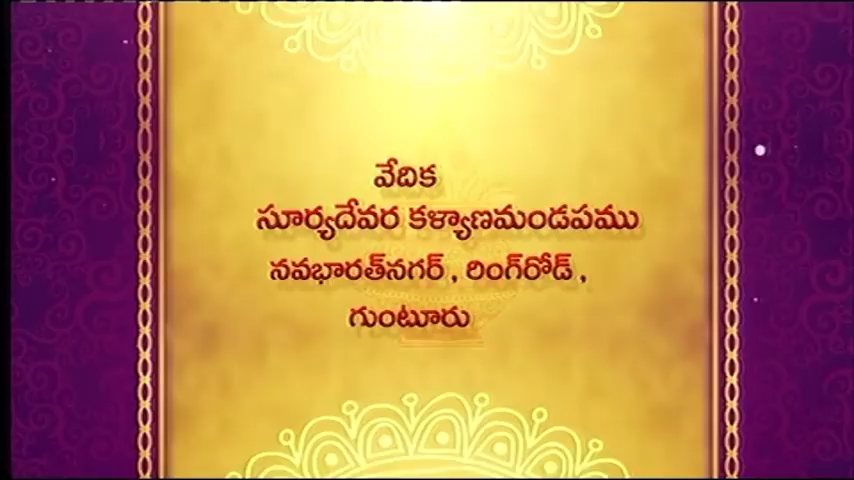 వేదిక
సూర్యదేవర కళ్యాణమండపము
నవభారత్‌నగర్, రింగ్‌రోడ్,
గుంటూరు